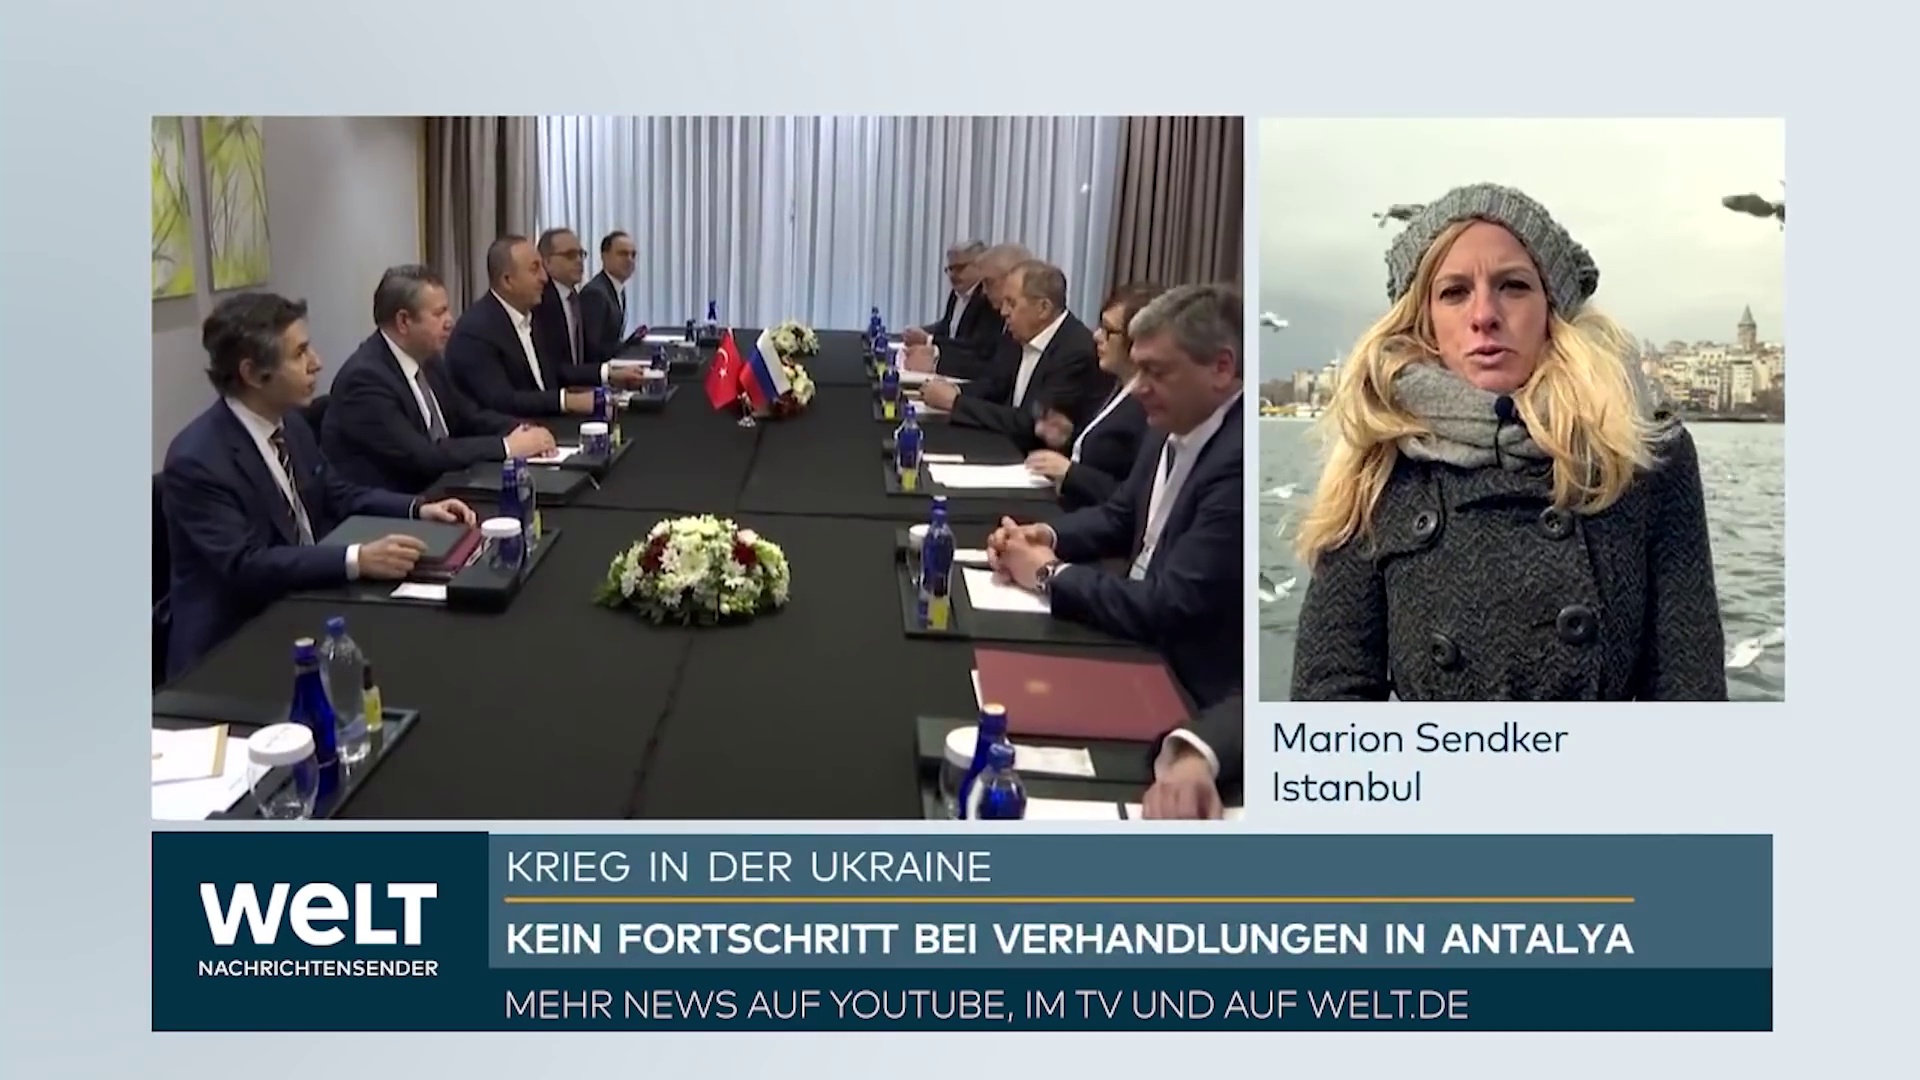 Marion Sendker
Istanbul
WELT
NACHRICHTENSENDER
KRIEG IN DER UKRAINE
KEIN FORTSCHRITT BEI VERHANDLUNGEN IN ANTALYA
MEHR NEWS AUF YOUTUBE, IM TV UND AUF WELT.DE